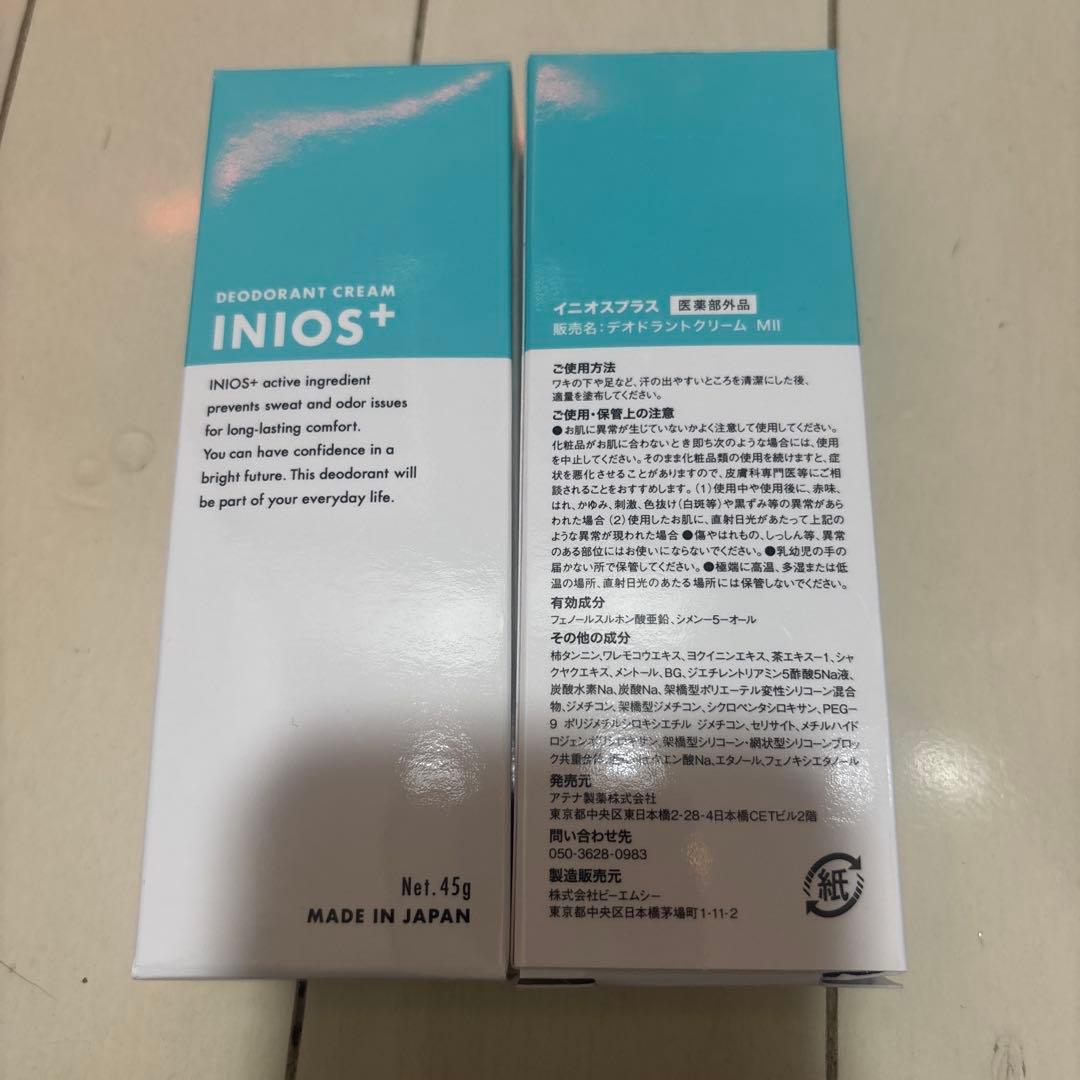 DEODORANT CREAM
INIOS+
INIOS+ active ingredient
prevents sweat and odor issues
for long-lasting comfort.
You can have confidence in a
bright future. This deodorant will
be part of your everyday life.
Net. 45g
MADE IN JAPAN
イニオスプラス 医薬部外品
販売名:デオドラントクリーム MII
ご使用方法
ワキの下や足など、汗の出やすいところを清潔にした後、
適量を塗布してください。
ご使用・保管上の注意
●お肌に異常が生じていないかよく注意して使用してください。
化粧品がお肌に合わないとき即ち次のような場合には、使用
を中止してください。そのまま化粧品類の使用を続けますと、症
状を悪化させることがありますので、皮膚科専門医等にご相
談されることをおすすめします。(1)使用中や使用後に、赤味、
はれ、かゆみ、刺激、色抜け(白斑等)や黒ずみ等の異常があら
われた場合(2)使用したお肌に、直射日光があたって上記の
ような異常が現われた場合●傷やはれもの、しっしん等、異常
のある部位にはお使いにならないでください。●乳幼児の手の
届かない所で保管してください。●極端に高温、多湿または低
温の場所、直射日光のあたる場所には保管しないでください。
有効成分
フェノールスルホン酸亜鉛、シメン-5-オール
その他の成分
柿タンニン、ワレモコウエキス、ヨクイニンエキス、茶エキス-1、シャ
クヤクエキス、メントール、BG、ジエチレントリアミン5酢酸5Na液、
炭酸水素Na、炭酸Na、架橋型ポリエーテル変性シリコーン混合
物、ジメチコン、架橋型ジメチコン、シクロペンタシロキサン、PEG-
9 ポリジメチルシロキシエチル ジメチコン、セリサイト、メチルハイド
ロジェンポリシロキサン、架橋型シリコーン・網状型シリコーンブロッ
ク共重合体、エン酸Na、エタノール、フェノキシエタノール
発売元
アテナ製薬株式会社
東京都中央区東日本橋2-28-4日本橋CETビル2階
問い合わせ先
050-3628-0983
製造販売元
株式会社ビーエムシー
東京都中央区日本橋茅場町1-11-2
紙